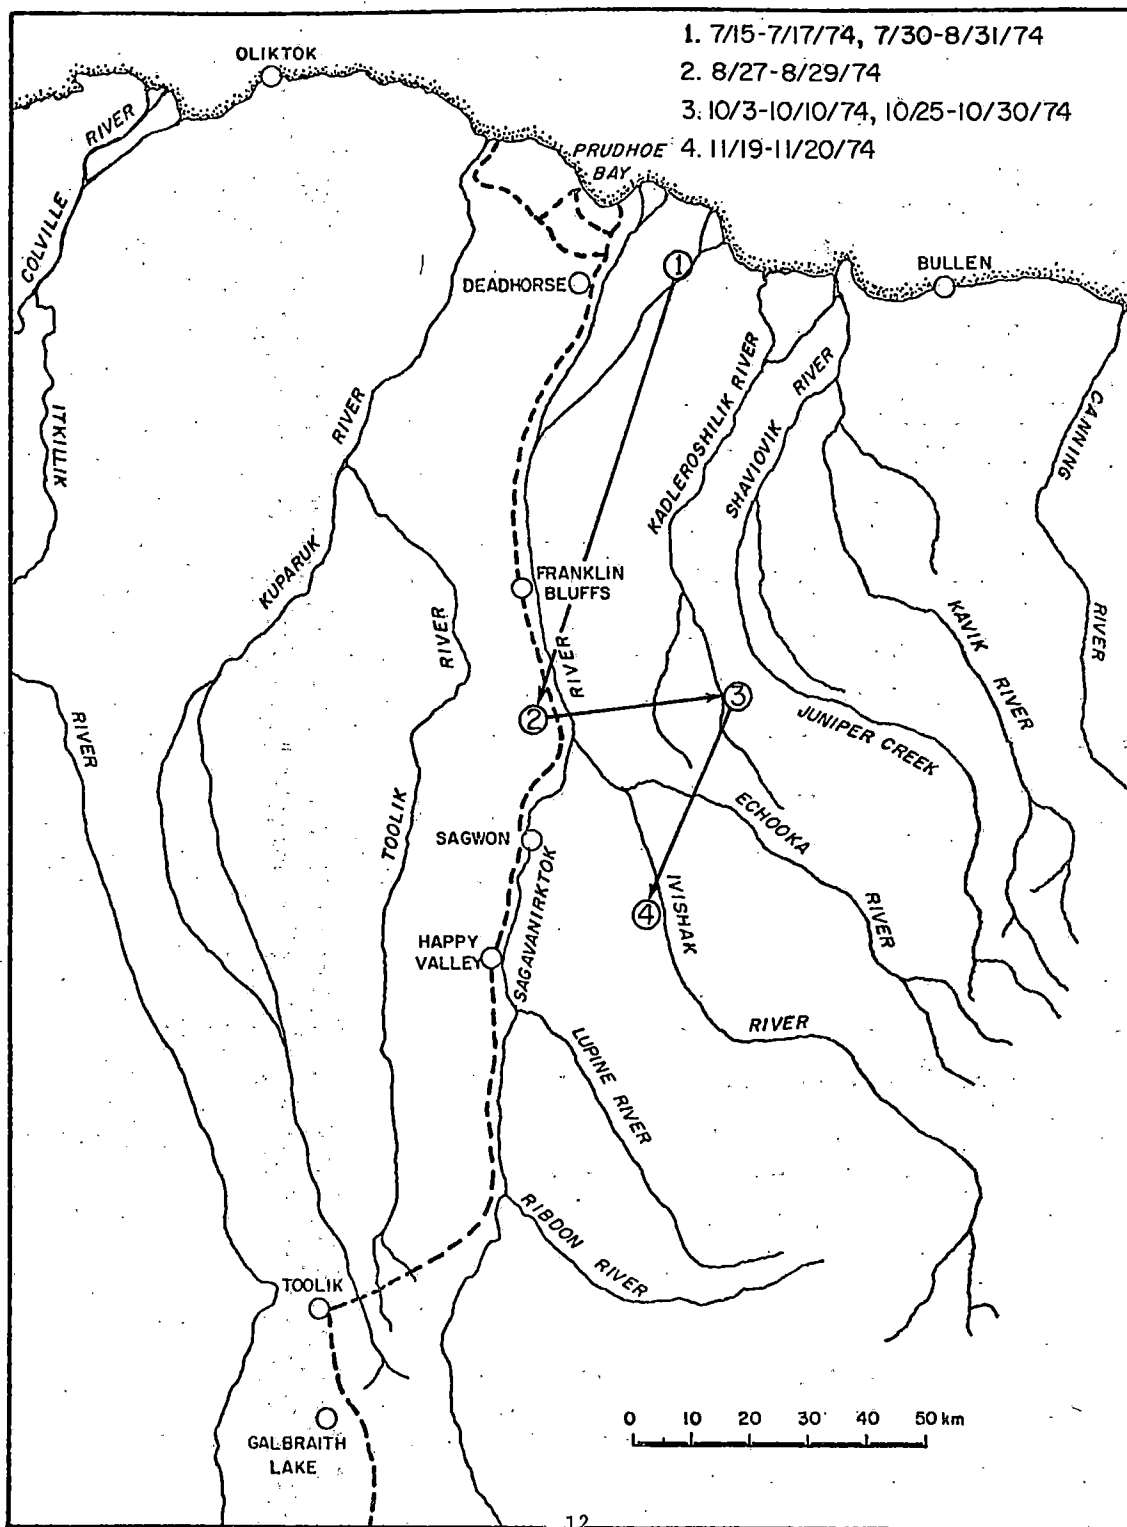 1. 7/15-7/17/74, 7/30-8/31/74
2. 8/27-8/29/74
3. 10/3-10/10/74, 10/25-10/30/74
4. 11/19-11/20/74
OLIKTOK
RIVER
COLVILLE
ITKILLIK
RIVER
PRUDHOE
BAY
DEADHORSE
1
BULLEN
CANNING
RIVER
KADLEROSHILIK RIVER
SHAVIOVIK RIVER
RIVER
KUPARUK
FRANKLIN
BLUFFS
RIVER
TOOLIK
RIVER
2
3
KAVIK
RIVER
JUNIPER CREEK
SAGWON
ECHOOKA
RIVER
4
IVISHAK
RIVER
HAPPY
VALLEY
SAGAVANIRKTOK
LUPINE RIVER
RIBDON RIVER
TOOLIK
GALBRAITH
LAKE
0 10 20 30 40 50 km
12